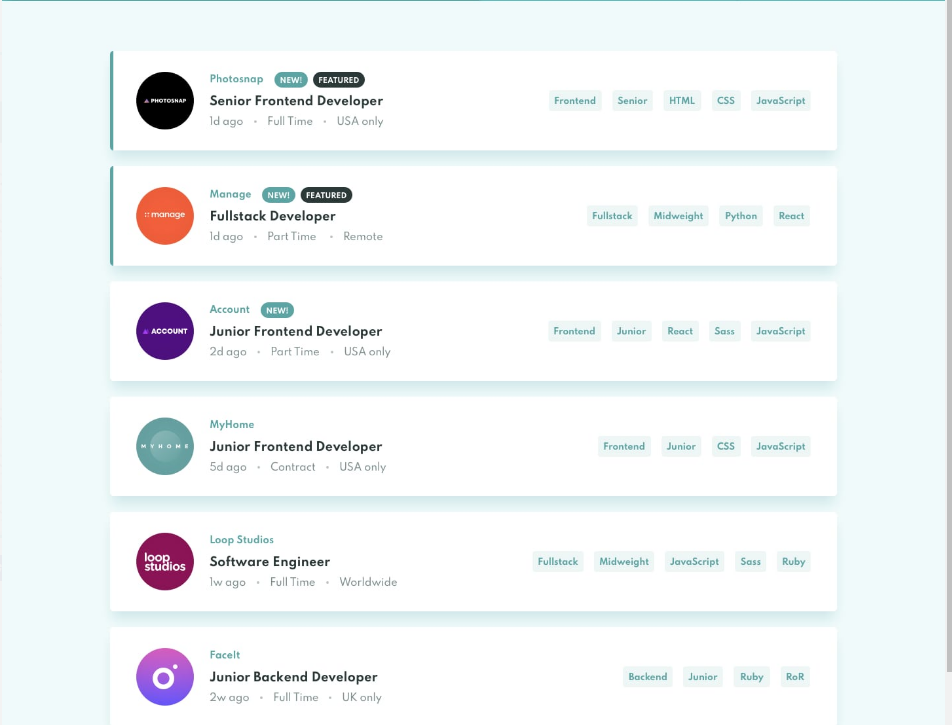 PHOTOSNAP
Photosnap NEW! FEATURED
Senior Frontend Developer
1d ago • Full Time • USA only
Frontend Senior HTML CSS JavaScript
:: manage
Manage NEW! FEATURED
Fullstack Developer
1d ago • Part Time • Remote
Fullstack Midweight Python React
ACCOUNT
Account NEW!
Junior Frontend Developer
2d ago • Part Time • USA only
Frontend Junior React Sass JavaScript
MYHOME
MyHome
Junior Frontend Developer
5d ago • Contract • USA only
Frontend Junior CSS JavaScript
loop
studios
Loop Studios
Software Engineer
1w ago • Full Time • Worldwide
Fullstack Midweight JavaScript Sass Ruby
FaceIt
Junior Backend Developer
2w ago • Full Time • UK only
Backend Junior Ruby RoR